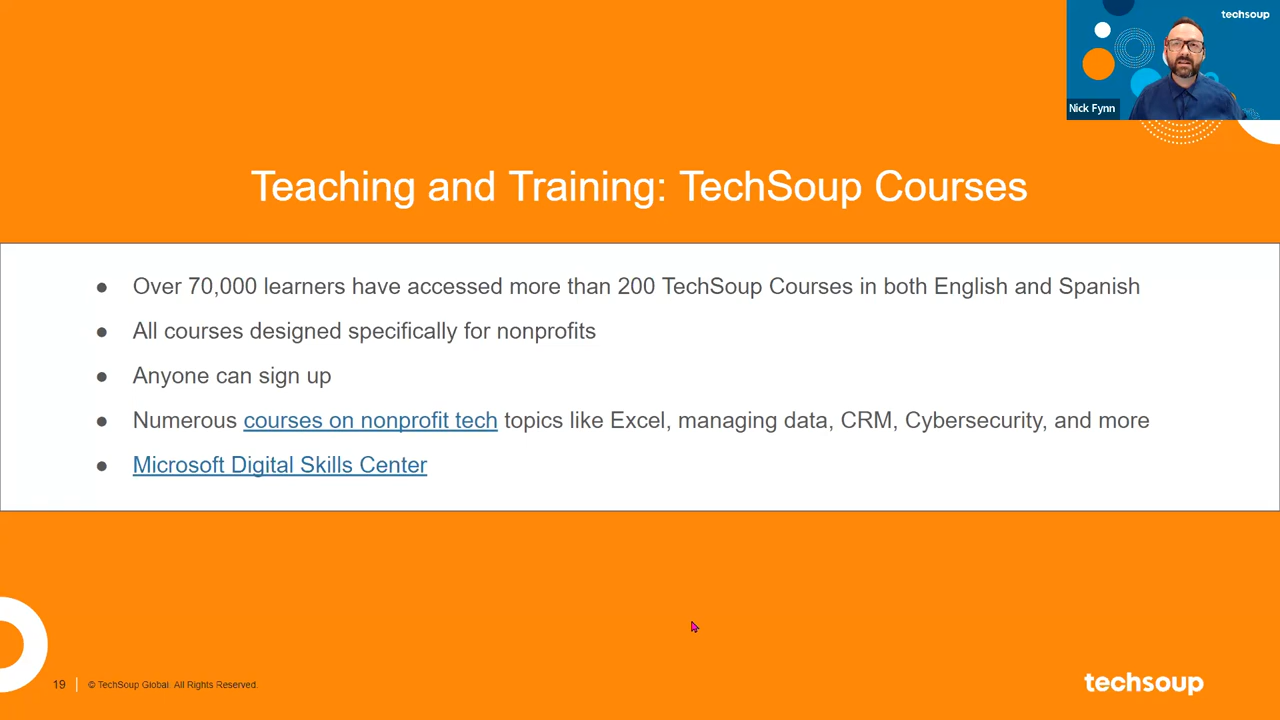 techsoup
Nick Fynn
Teaching and Training: TechSoup Courses
● Over 70,000 learners have accessed more than 200 TechSoup Courses in both English and Spanish
● All courses designed specifically for nonprofits
● Anyone can sign up
● Numerous courses on nonprofit tech topics like Excel, managing data, CRM, Cybersecurity, and more
● Microsoft Digital Skills Center
19 | © TechSoup Global. All Rights Reserved.
techsoup